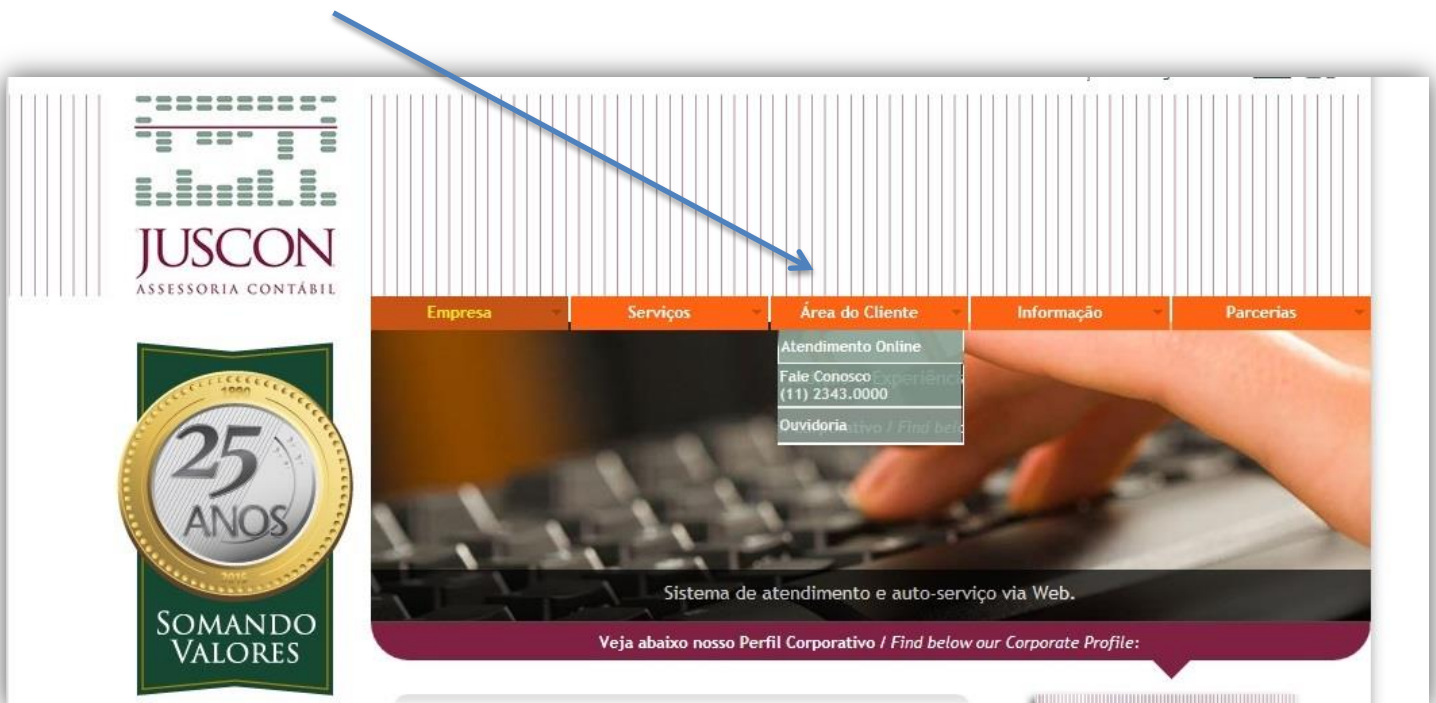 JUSCON
ASSESSORIA CONTÁBIL
Empresa
Serviços
Área do Cliente
Informação
Parcerias
Atendimento Online
Fale Conosco
(11) 2343.0000
Ouvidoria
1990
25
ANOS
SOMANDO
VALORES
Sistema de atendimento e auto-serviço via Web.
Veja abaixo nosso Perfil Corporativo / Find below our Corporate Profile: